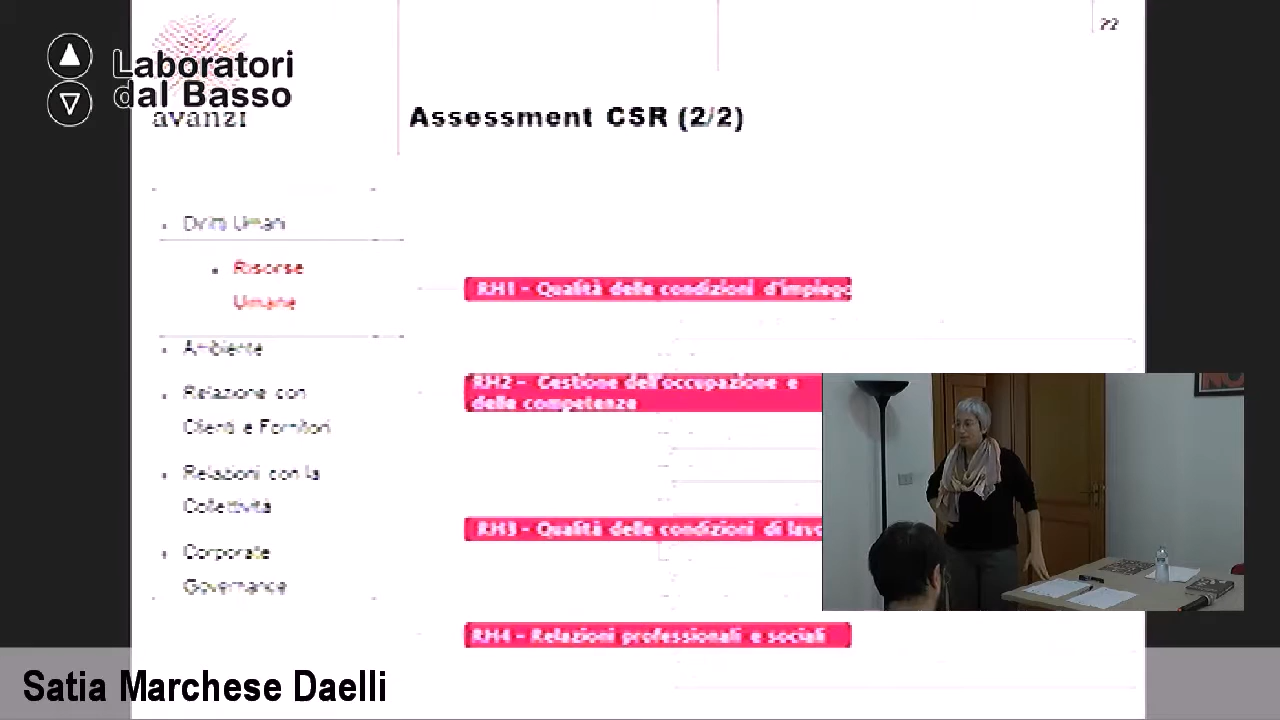 22
Laboratori
dal Basso
avanzi
Assessment CSR (2/2)
Diritti Umani
Risorse
Umane
Ambiente
Relazione con
Clienti e Fornitori
Relazioni con la
Collettività
Corporate
Governance
RH1 - Qualità delle condizioni d'impiego
RH2 - Gestione dell'occupazione e
delle competenze
RH3 - Qualità delle condizioni di lavo
RH4 - Relazioni professionali e sociali
Satia Marchese Daelli